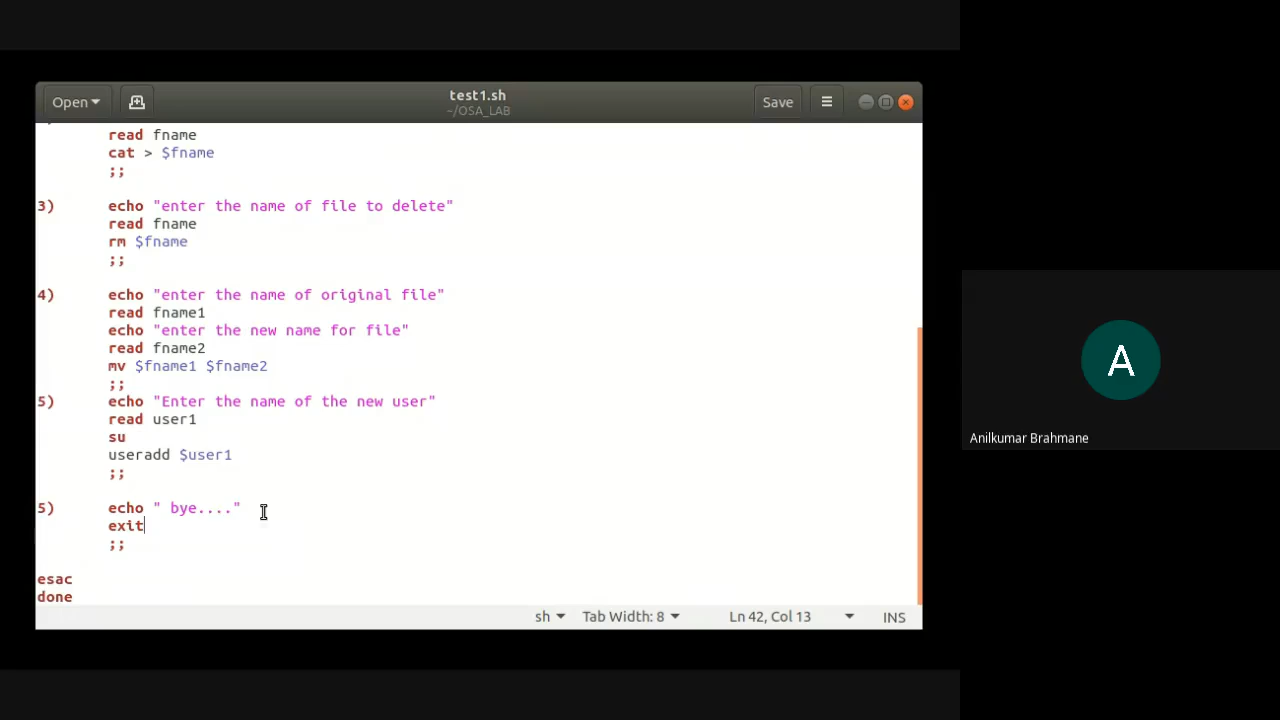 Open
test1.sh
~/OSA_LAB
Save
read fname
cat > $fname
;;
3) echo "enter the name of file to delete"
read fname
rm $fname
;;
4) echo "enter the name of original file"
read fname1
echo "enter the new name for file"
read fname2
mv $fname1 $fname2
;;
5) echo "Enter the name of the new user"
read user1
su
useradd $user1
;;
5) echo " bye...."
exit
;;
esac
done
sh
Tab Width: 8
Ln 42, Col 13
INS
A
Anilkumar Brahmane